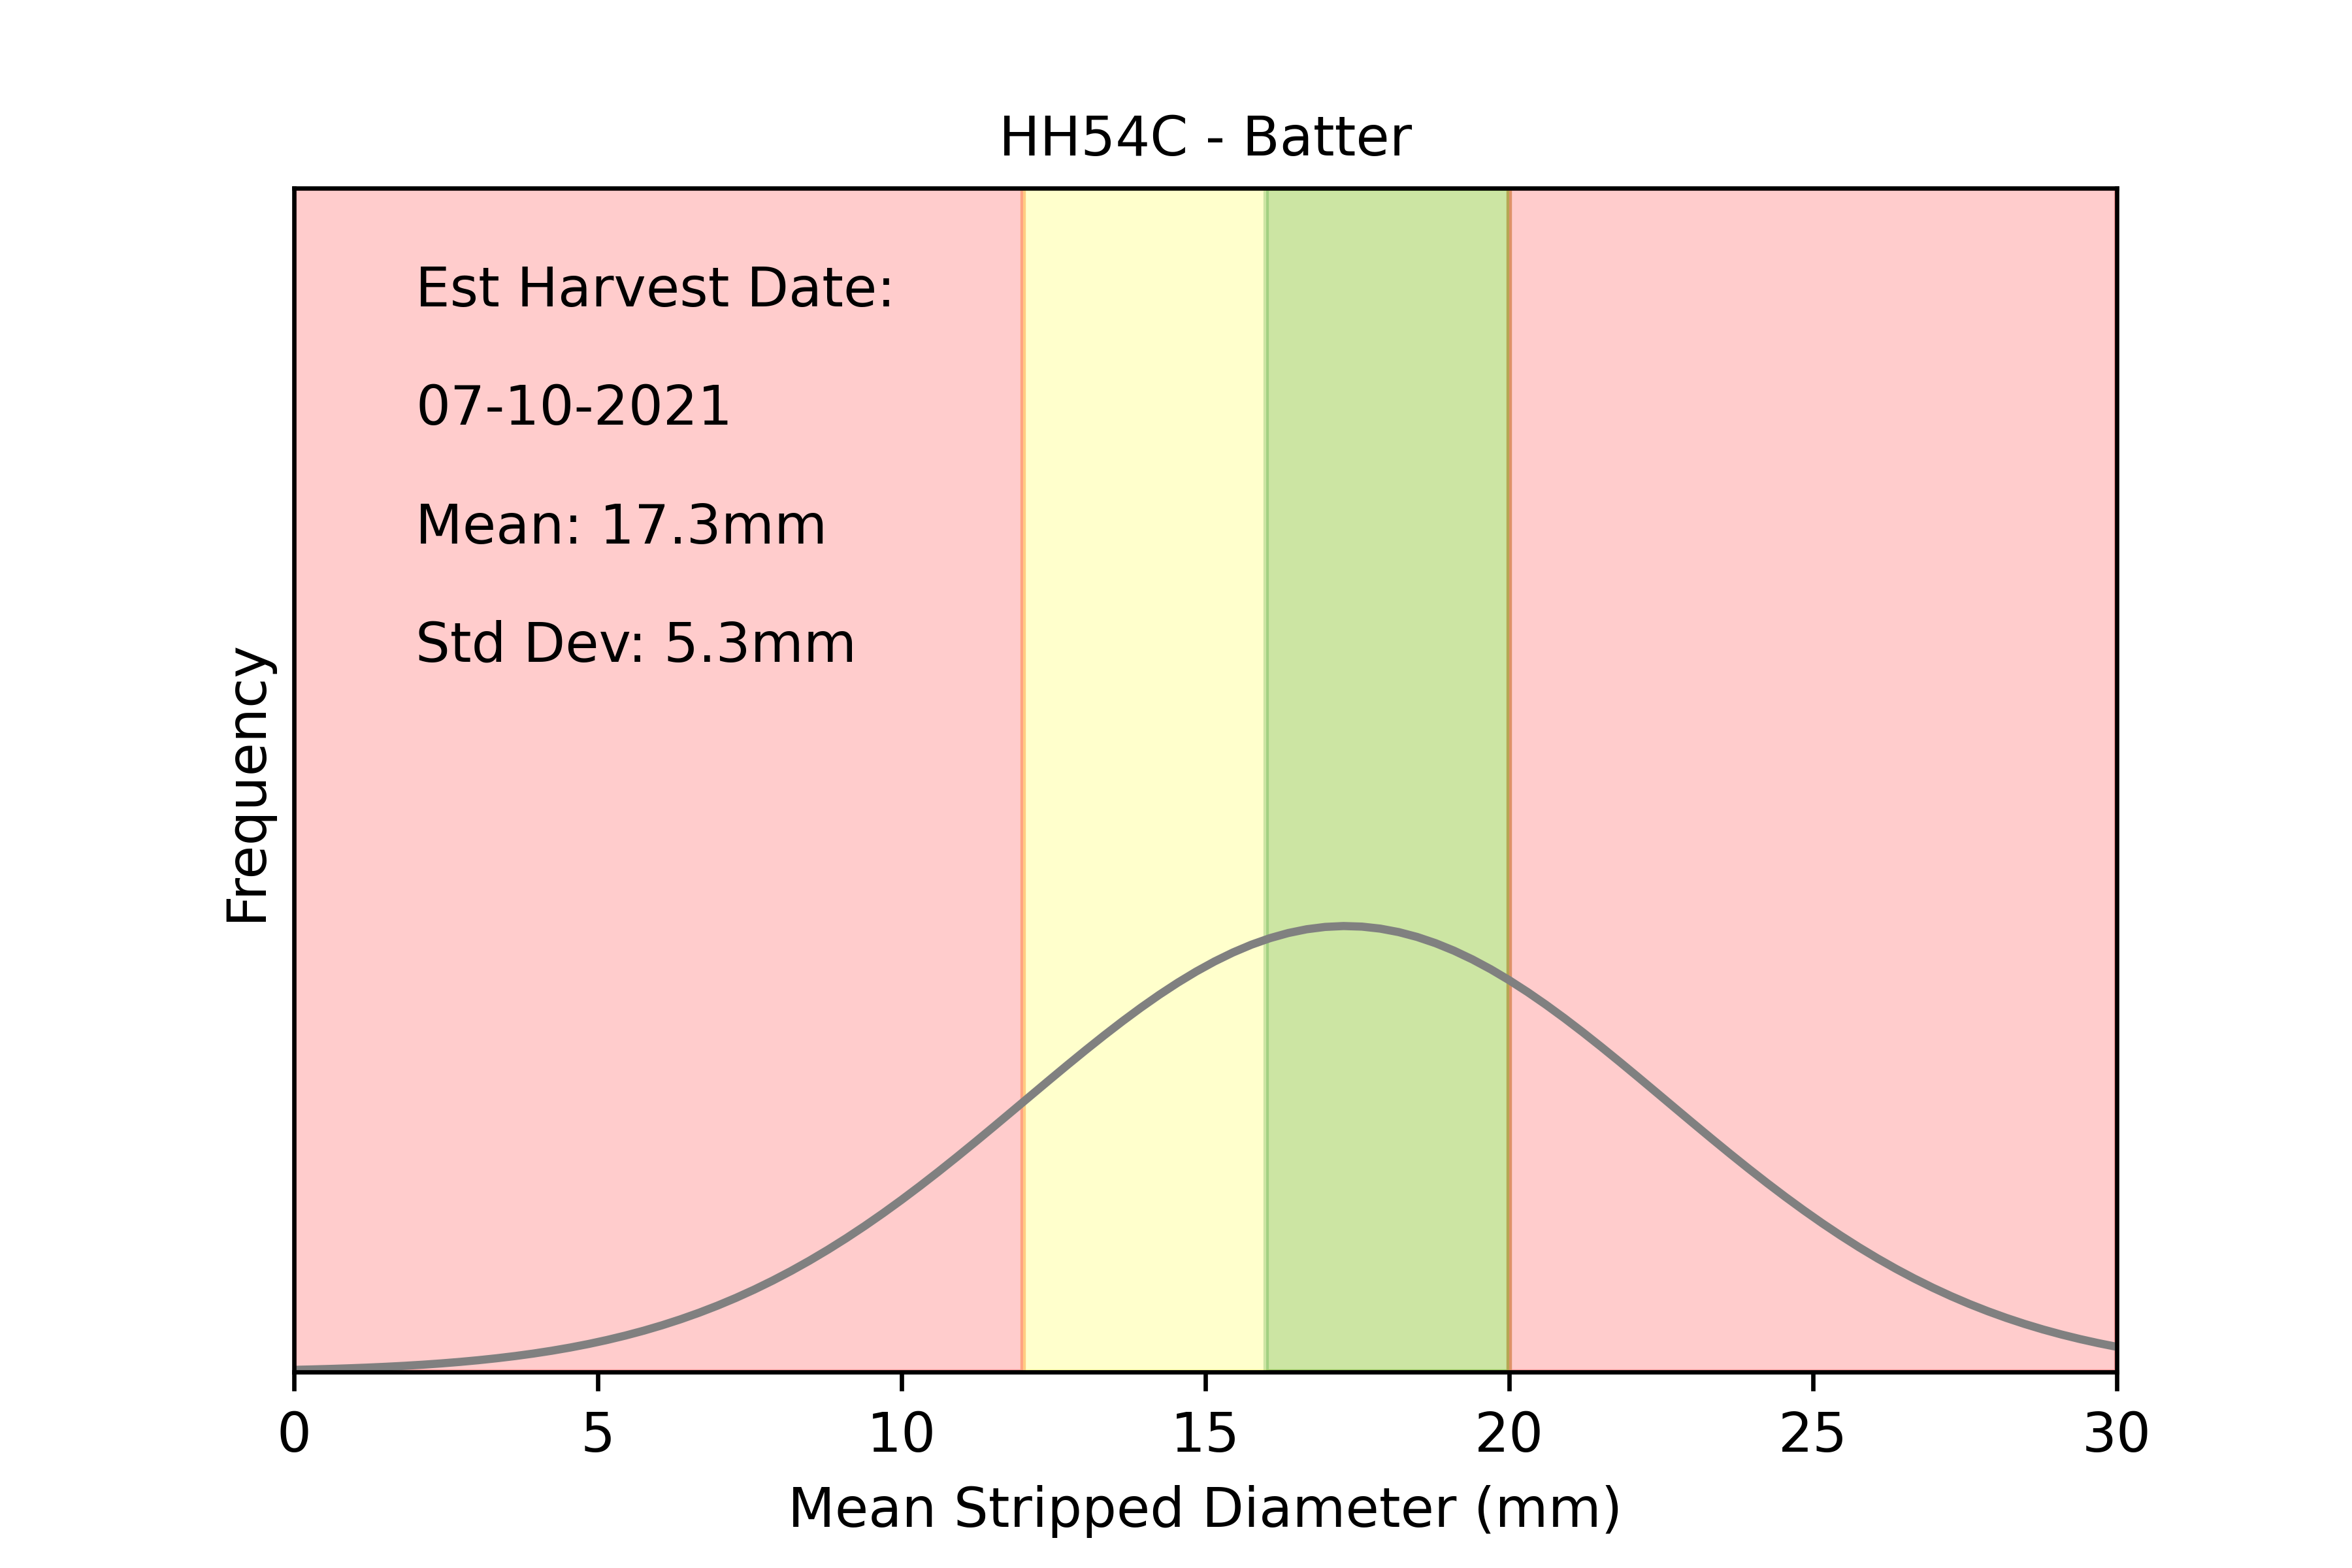 HH54C - Batter
Est Harvest Date:
07-10-2021
Mean: 17.3mm
Std Dev: 5.3mm
Frequency
0 5 10 15 20 25 30
Mean Stripped Diameter (mm)